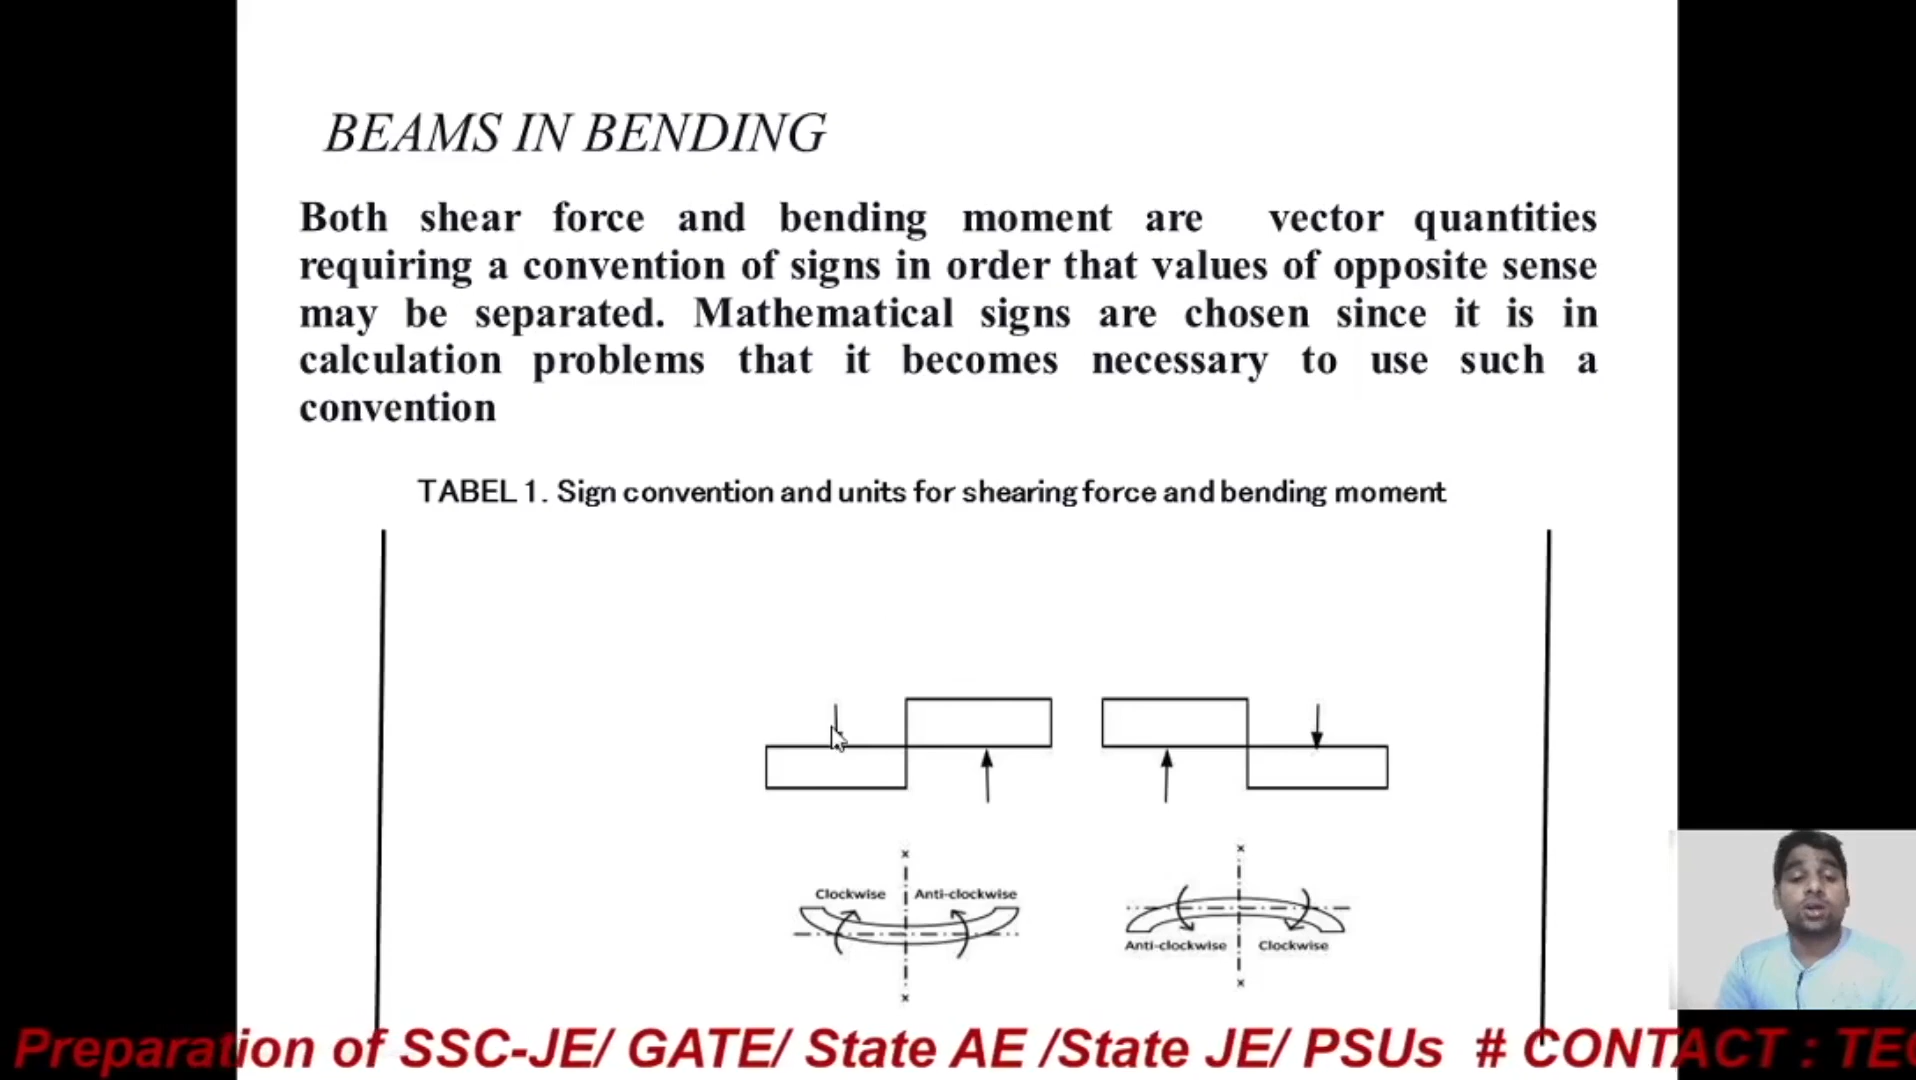 BEAMS IN BENDING
Both shear force and bending moment are vector quantities
requiring a convention of signs in order that values of opposite sense
may be separated. Mathematical signs are chosen since it is in
calculation problems that it becomes necessary to use such a
convention
TABEL 1. Sign convention and units for shearing force and bending moment
x x
Clockwise Anti-clockwise
Anti-clockwise Clockwise
x x
Preparation of SSC-JE/ GATE/ State AE /State JE/ PSUs # CONTACT : TEC